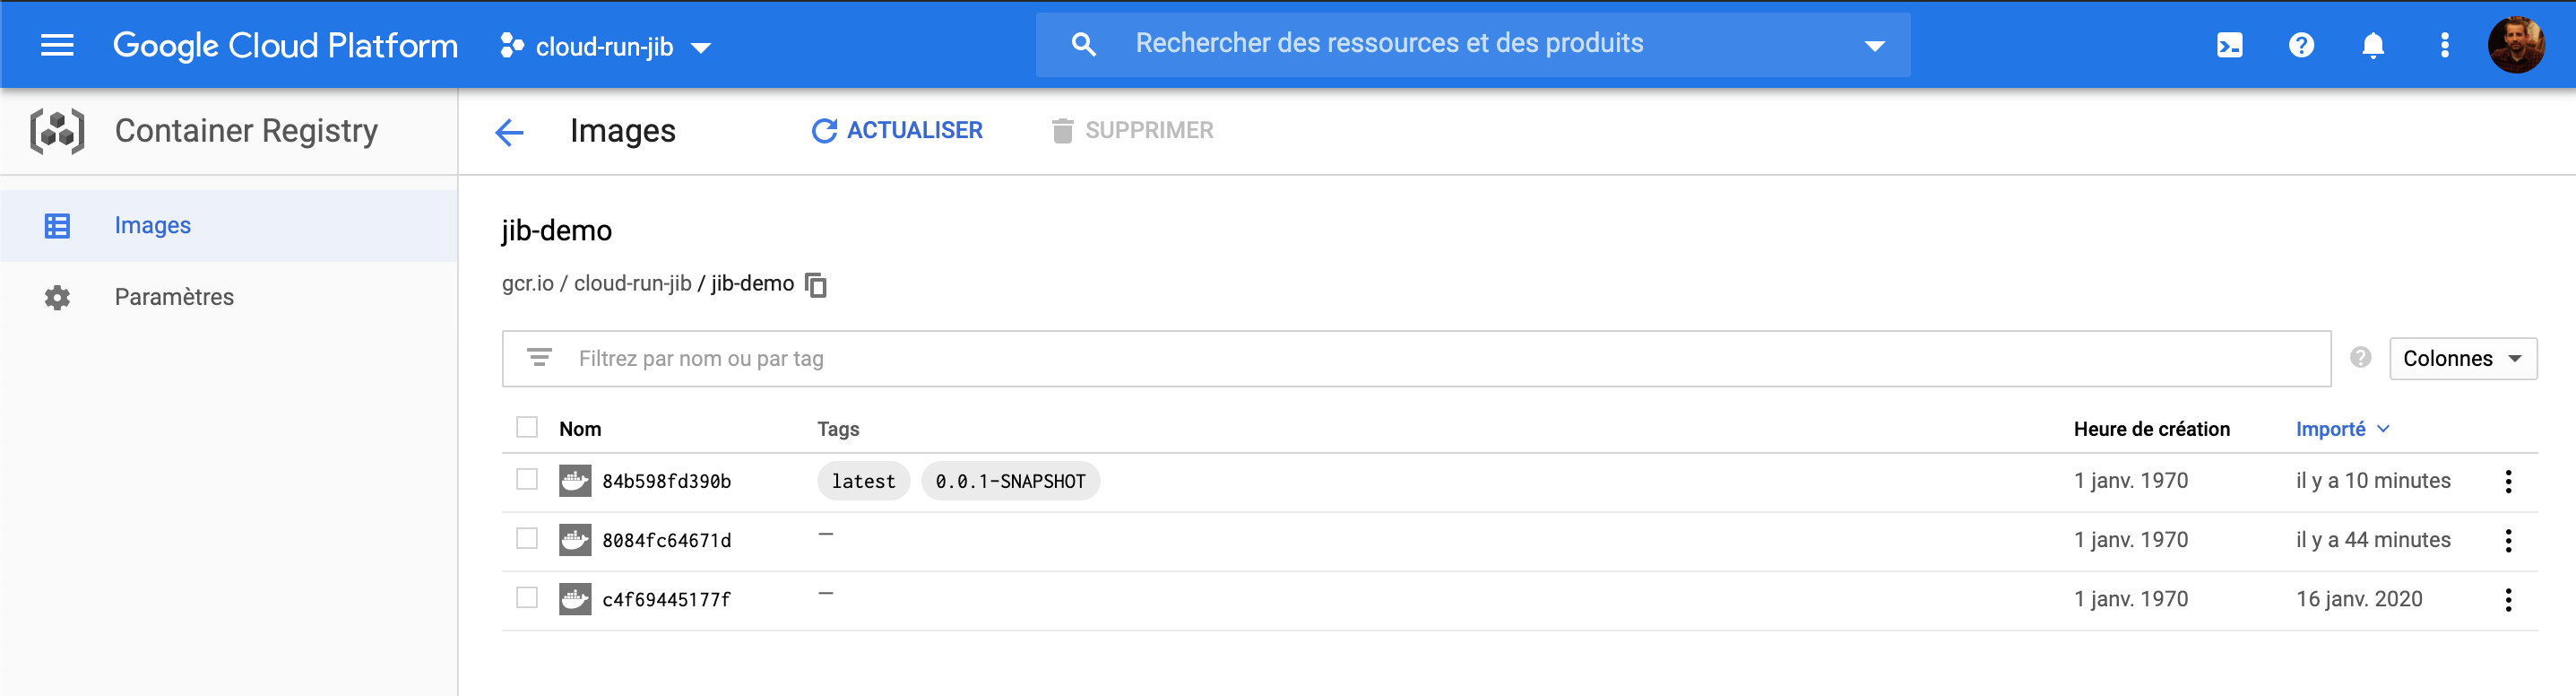 Google Cloud Platform cloud-run-jib Rechercher des ressources et des produits
Container Registry Images ACTUALISER SUPPRIMER
Images
Paramètres
jib-demo
gcr.io / cloud-run-jib / jib-demo
Filtrez par nom ou par tag Colonnes
Nom Tags Heure de création Importé
84b598fd390b latest 0.0.1-SNAPSHOT 1 janv. 1970 il y a 10 minutes
8084fc64671d — 1 janv. 1970 il y a 44 minutes
c4f69445177f — 1 janv. 1970 16 janv. 2020